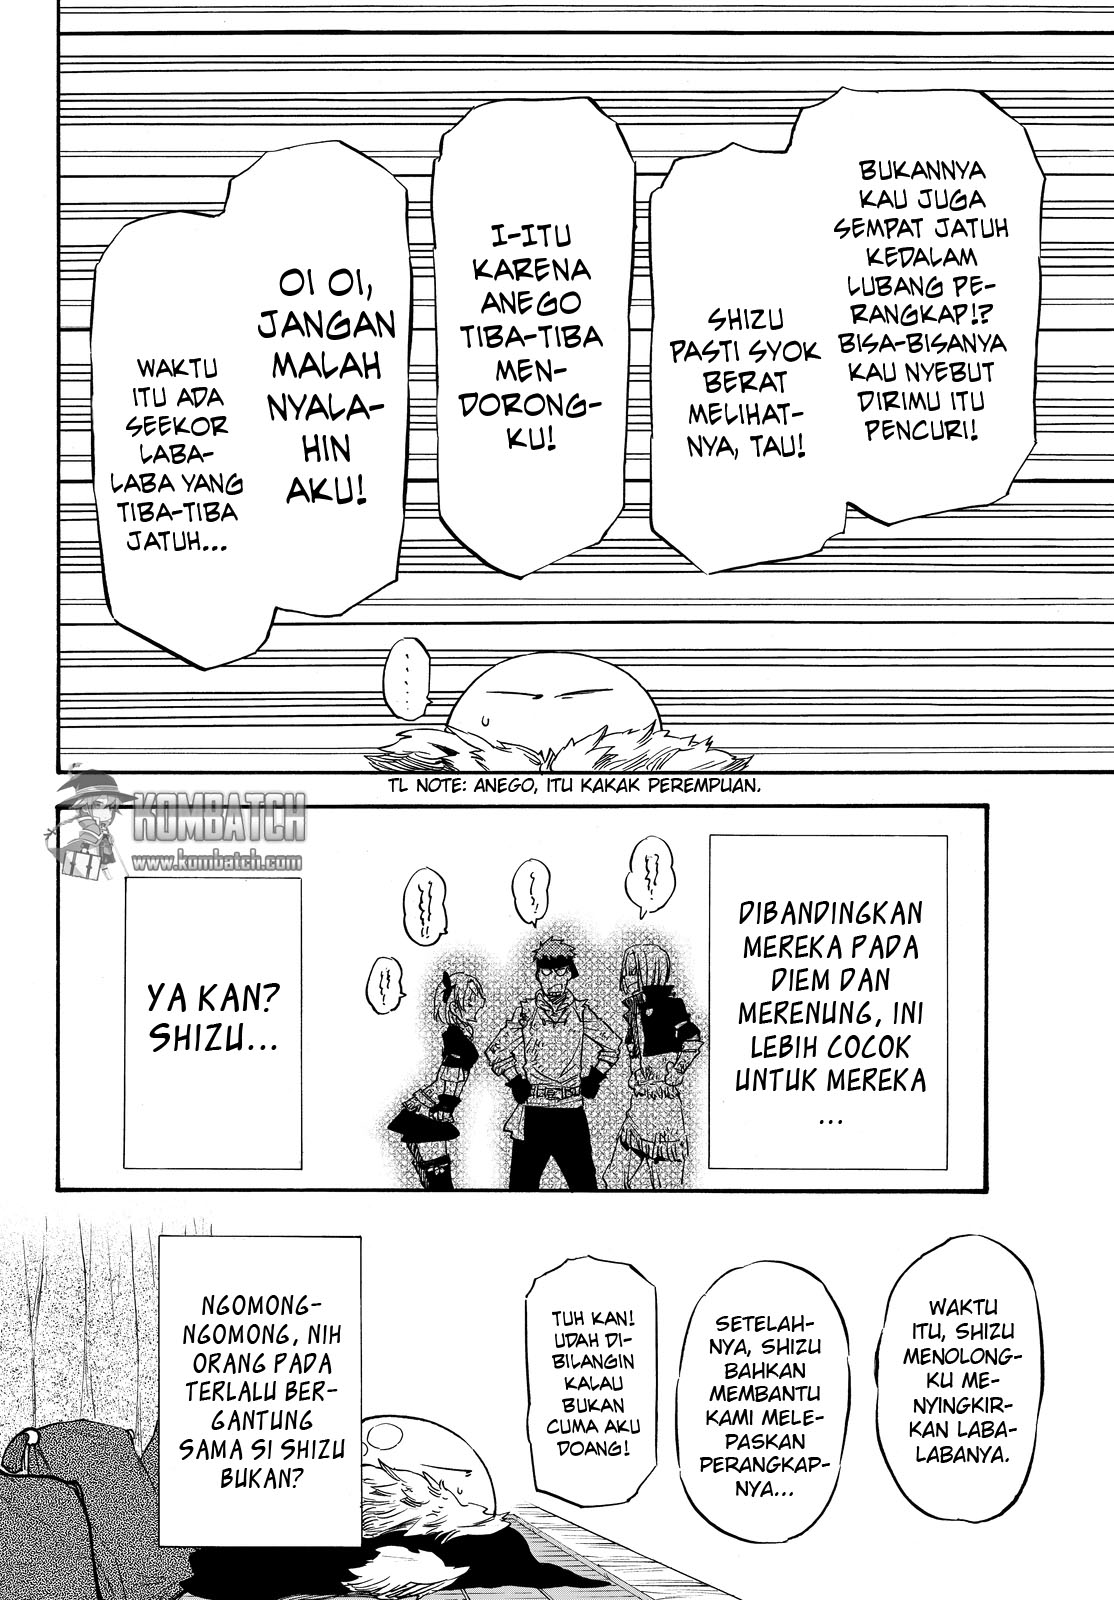 BUKANNYA
KAU JUGA
SEMPAT JATUH
KEDALAM
LUBANG PE-
RANGKAP!?
BISA-BISANYA
KAU NYEBUT
DIRIMU ITU
PENCURI!
SHIZU
PASTI SYOK
BERAT
MELIHAT-
NYA, TAU!
I-ITU
KARENA
ANEGO
TIBA-TIBA
MEN-
DORONG-
KU!
OI OI,
JANGAN
MALAH
NYALA-
HIN
AKU!
WAKTU
ITU ADA
SEEKOR
LABA-
LABA YANG
TIBA-TIBA
JATUH...
......
TL NOTE: ANEGO, ITU KAKAK PEREMPUAN.
KOMBATCH
www.kombatch.com
DIBANDINGKAN
MEREKA PADA
DIEM DAN
MERENUNG, INI
LEBIH COCOK
UNTUK MEREKA
...
YA KAN?
SHIZU...
WAKTU
ITU, SHIZU
MENOLONG-
KU ME-
NYINGKIR-
KAN LABA-
LABANYA.
SETELAH-
NYA, SHIZU
BAHKAN
MEMBANTU
KAMI MELE-
PASKAN
PERANGKAP-
NYA...
TUH KAN!
UDAH DI-
BILANGIN
KALAU
BUKAN
CUMA AKU
DOANG!
NGOMONG-
NGOMONG, NIH
ORANG PADA
TERLALU BER-
GANTUNG
SAMA SI SHIZU
BUKAN?